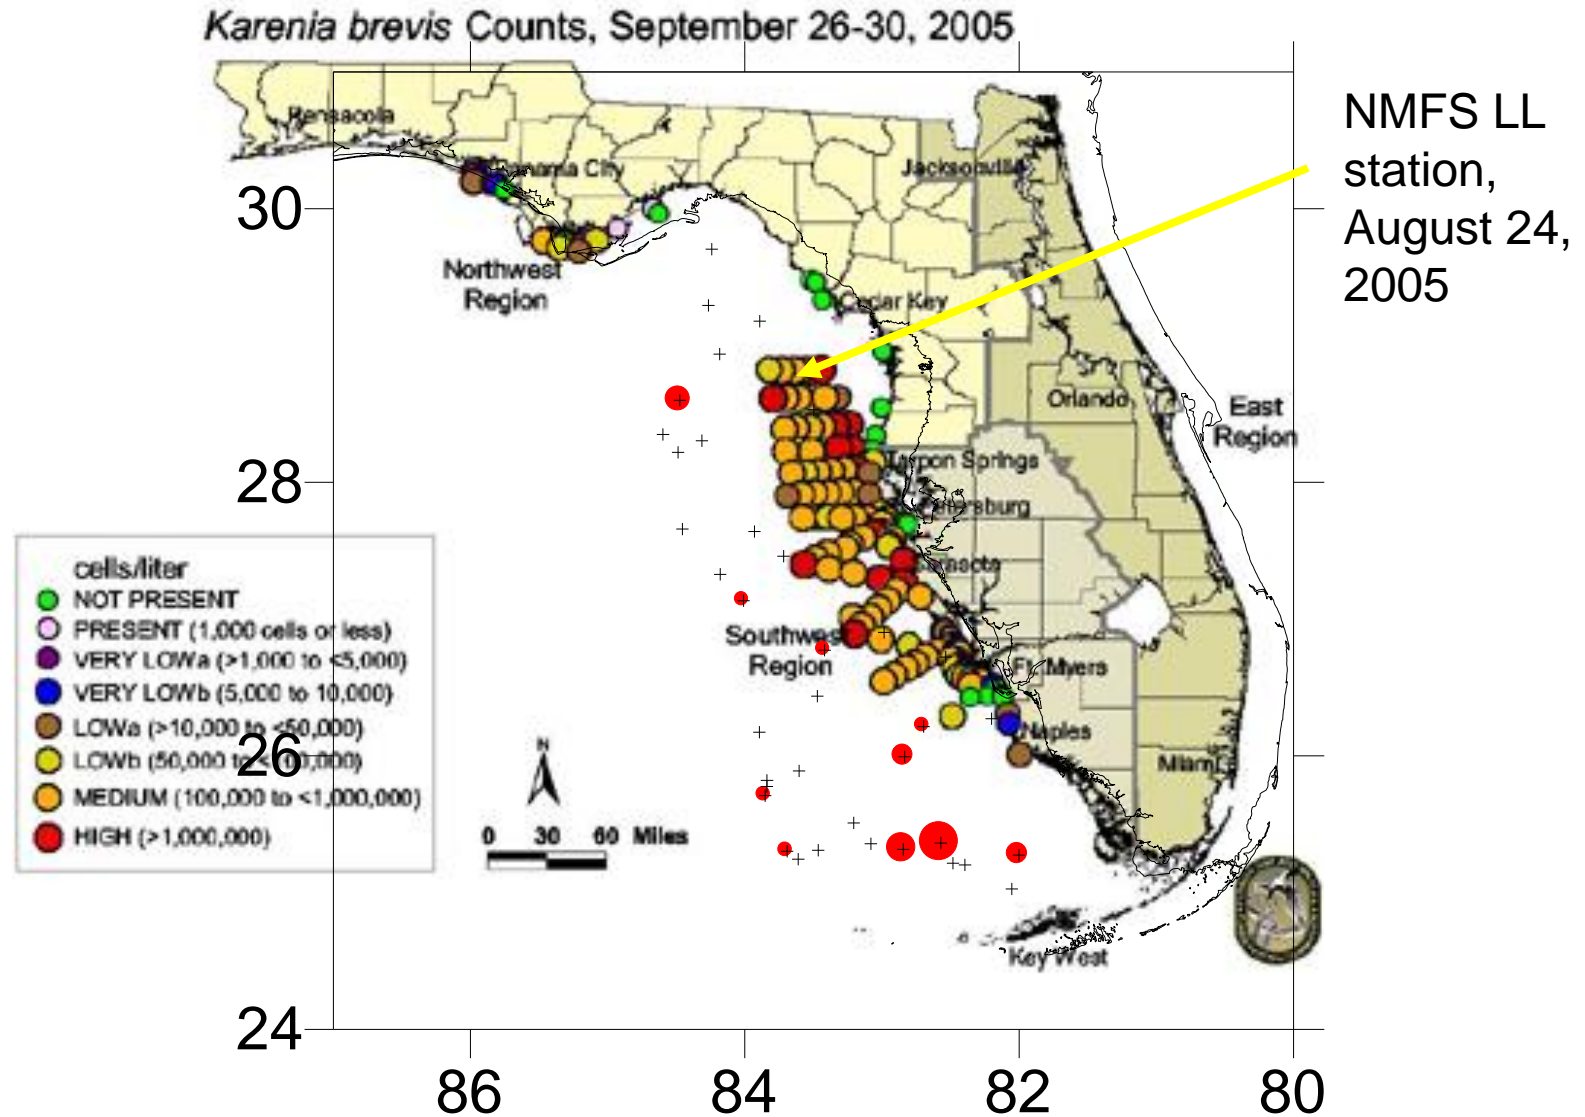 Karenia brevis Counts, September 26-30, 2005
NMFS LL
station,
August 24,
2005
Pensacola
Panama City
Jacksonville
30
Northwest
Region
Cedar Key
Orlando
East
Region
Tarpon Springs
28
Petersburg
Sarasota
Southwest
Region
Ft. Myers
Naples
Miami
26
cells/liter
NOT PRESENT
PRESENT (1,000 cells or less)
VERY LOWa (>1,000 to <5,000)
VERY LOWb (5,000 to 10,000)
LOWa (>10,000 to <50,000)
LOWb (50,000 to <100,000)
MEDIUM (100,000 to <1,000,000)
HIGH (>1,000,000)
N
0 30 60 Miles
Key West
24
86 84 82 80